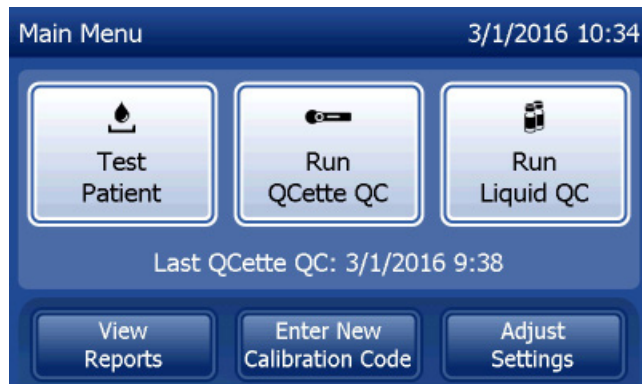 Main Menu 3/1/2016 10:34
Test
Patient
Run
QCette QC
Run
Liquid QC
Last QCette QC: 3/1/2016 9:38
View
Reports
Enter New
Calibration Code
Adjust
Settings